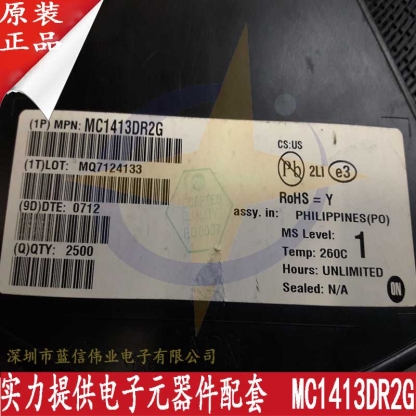 原装
正品
(1P) MPN: MC1413DR2G
(1T)LOT: MQ7124133
(9D)DTE: 0712
(Q)QTY: 2500
CS:US
Pb 2LI e3
RoHS = Y
assy. in: PHILIPPINES(PO)
MS Level: 1
Temp: 260C
Hours: UNLIMITED
Sealed: N/A
ON
深圳市蓝信伟业电子有限公司
实力提供电子元器件配套 MC1413DR2G